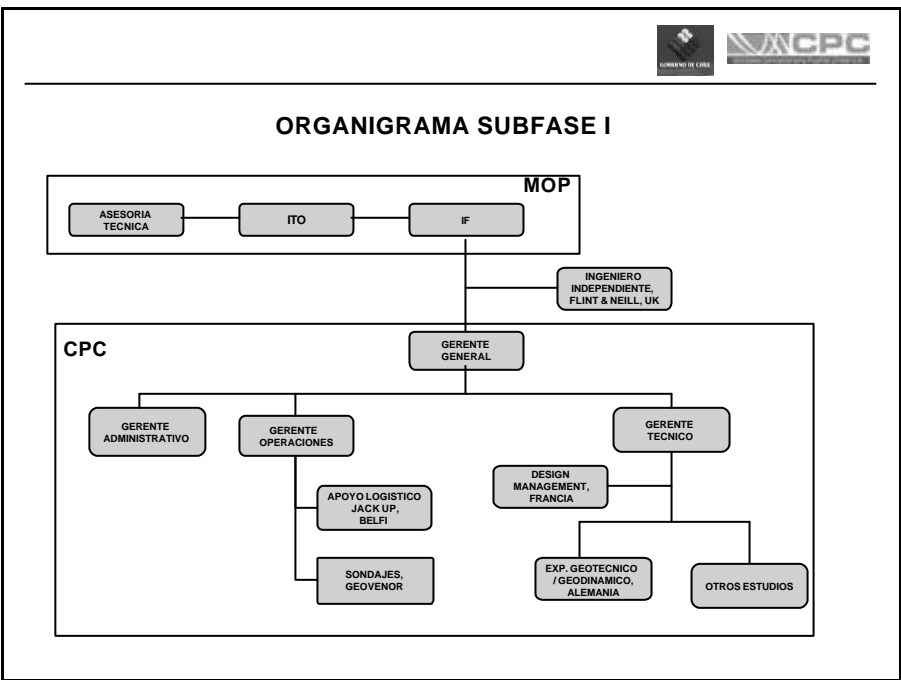 GOBIERNO DE CHILE
CPC
ORGANIGRAMA SUBFASE I
MOP
ASESORIA
TECNICA
ITO
IF
INGENIERO
INDEPENDIENTE,
FLINT & NEILL, UK
CPC
GERENTE
GENERAL
GERENTE
ADMINISTRATIVO
GERENTE
OPERACIONES
GERENTE
TECNICO
DESIGN
MANAGEMENT,
FRANCIA
APOYO LOGISTICO
JACK UP,
BELFI
SONDAJES,
GEOVENOR
EXP. GEOTECNICO
/ GEODINAMICO,
ALEMANIA
OTROS ESTUDIOS